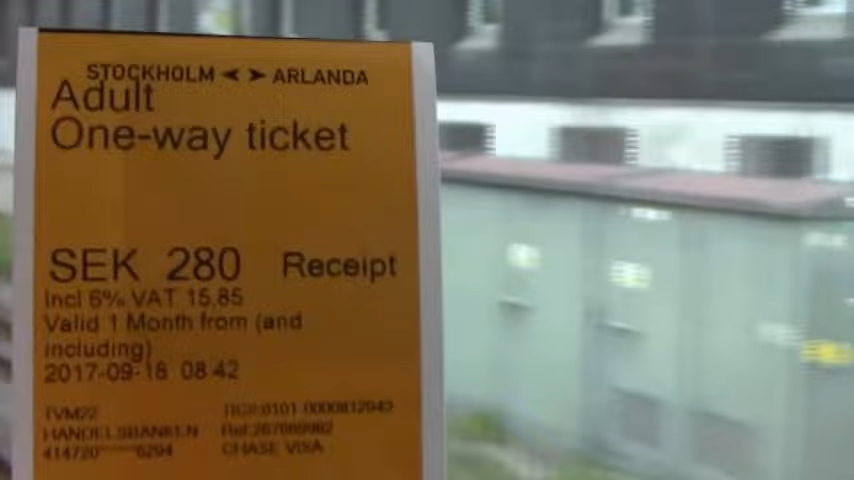 STOCKHOLM ARLANDA
Adult
One-way ticket
SEK 280 Receipt
Incl 6% VAT 15,85
Valid 1 Month from (and
including)
2017-09-18 08:42
TVM22
HANDELSBANKEN
CHASE VISA